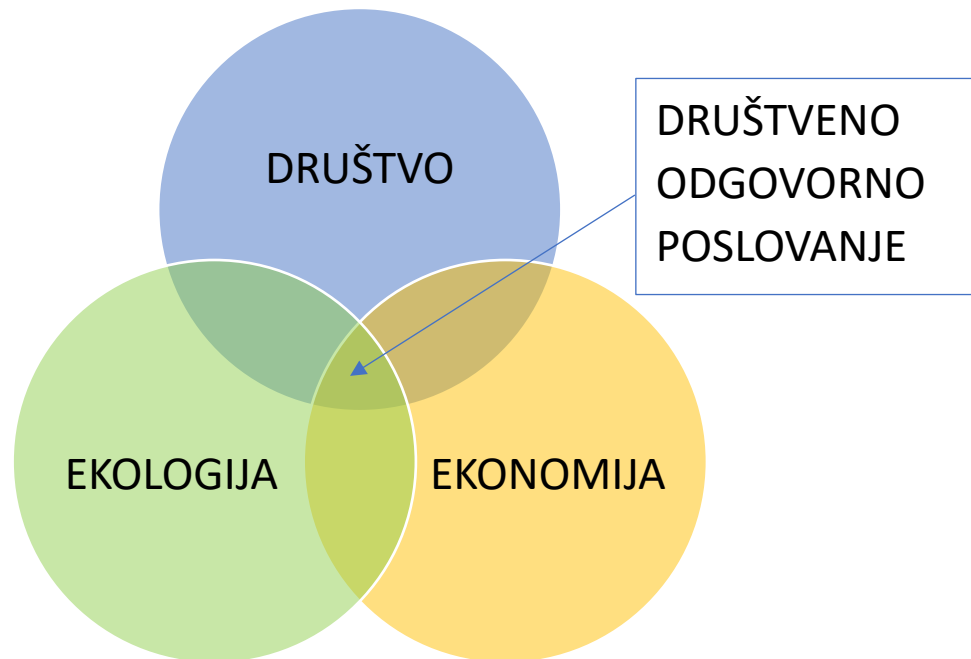 DRUŠTVO
DRUŠTVENO
ODGOVORNO
POSLOVANJE
EKOLOGIJA
EKONOMIJA